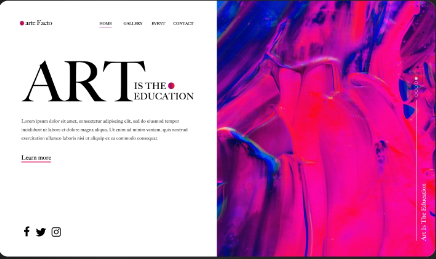 arte Facto
HOME GALLERY EVENT CONTACT
ART IS THE
EDUCATION
Lorem ipsum dolor sit amet, consectetur adipiscing elit, sed do eiusmod tempor
incididunt ut labore et dolore magna aliqua. Ut enim ad minim veniam, quis nostrud
exercitation ullamco laboris nisi ut aliquip ex ea commodo consequat.
Learn more
Art Is The Education